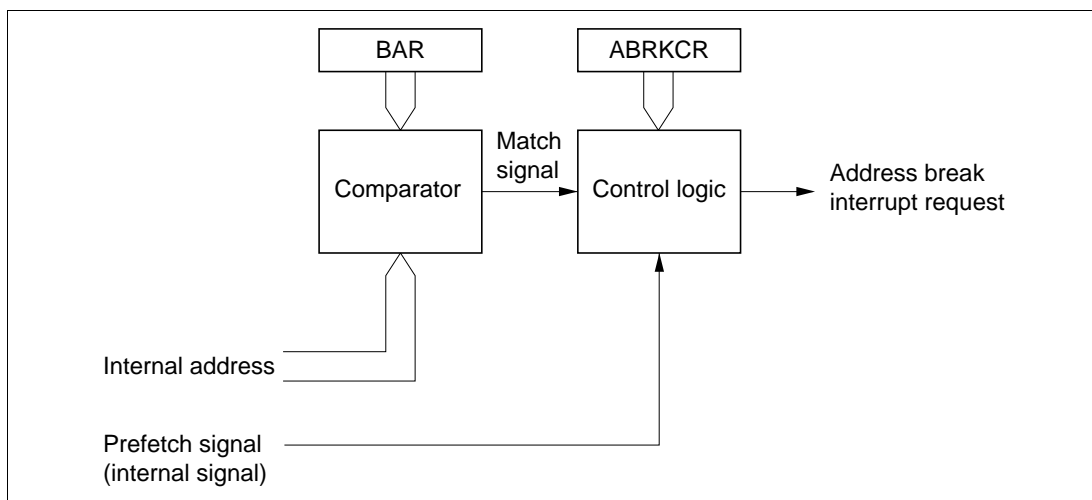 BAR
ABRKCR
Match
signal
Comparator
Control logic
Address break
interrupt request
Internal address
Prefetch signal
(internal signal)